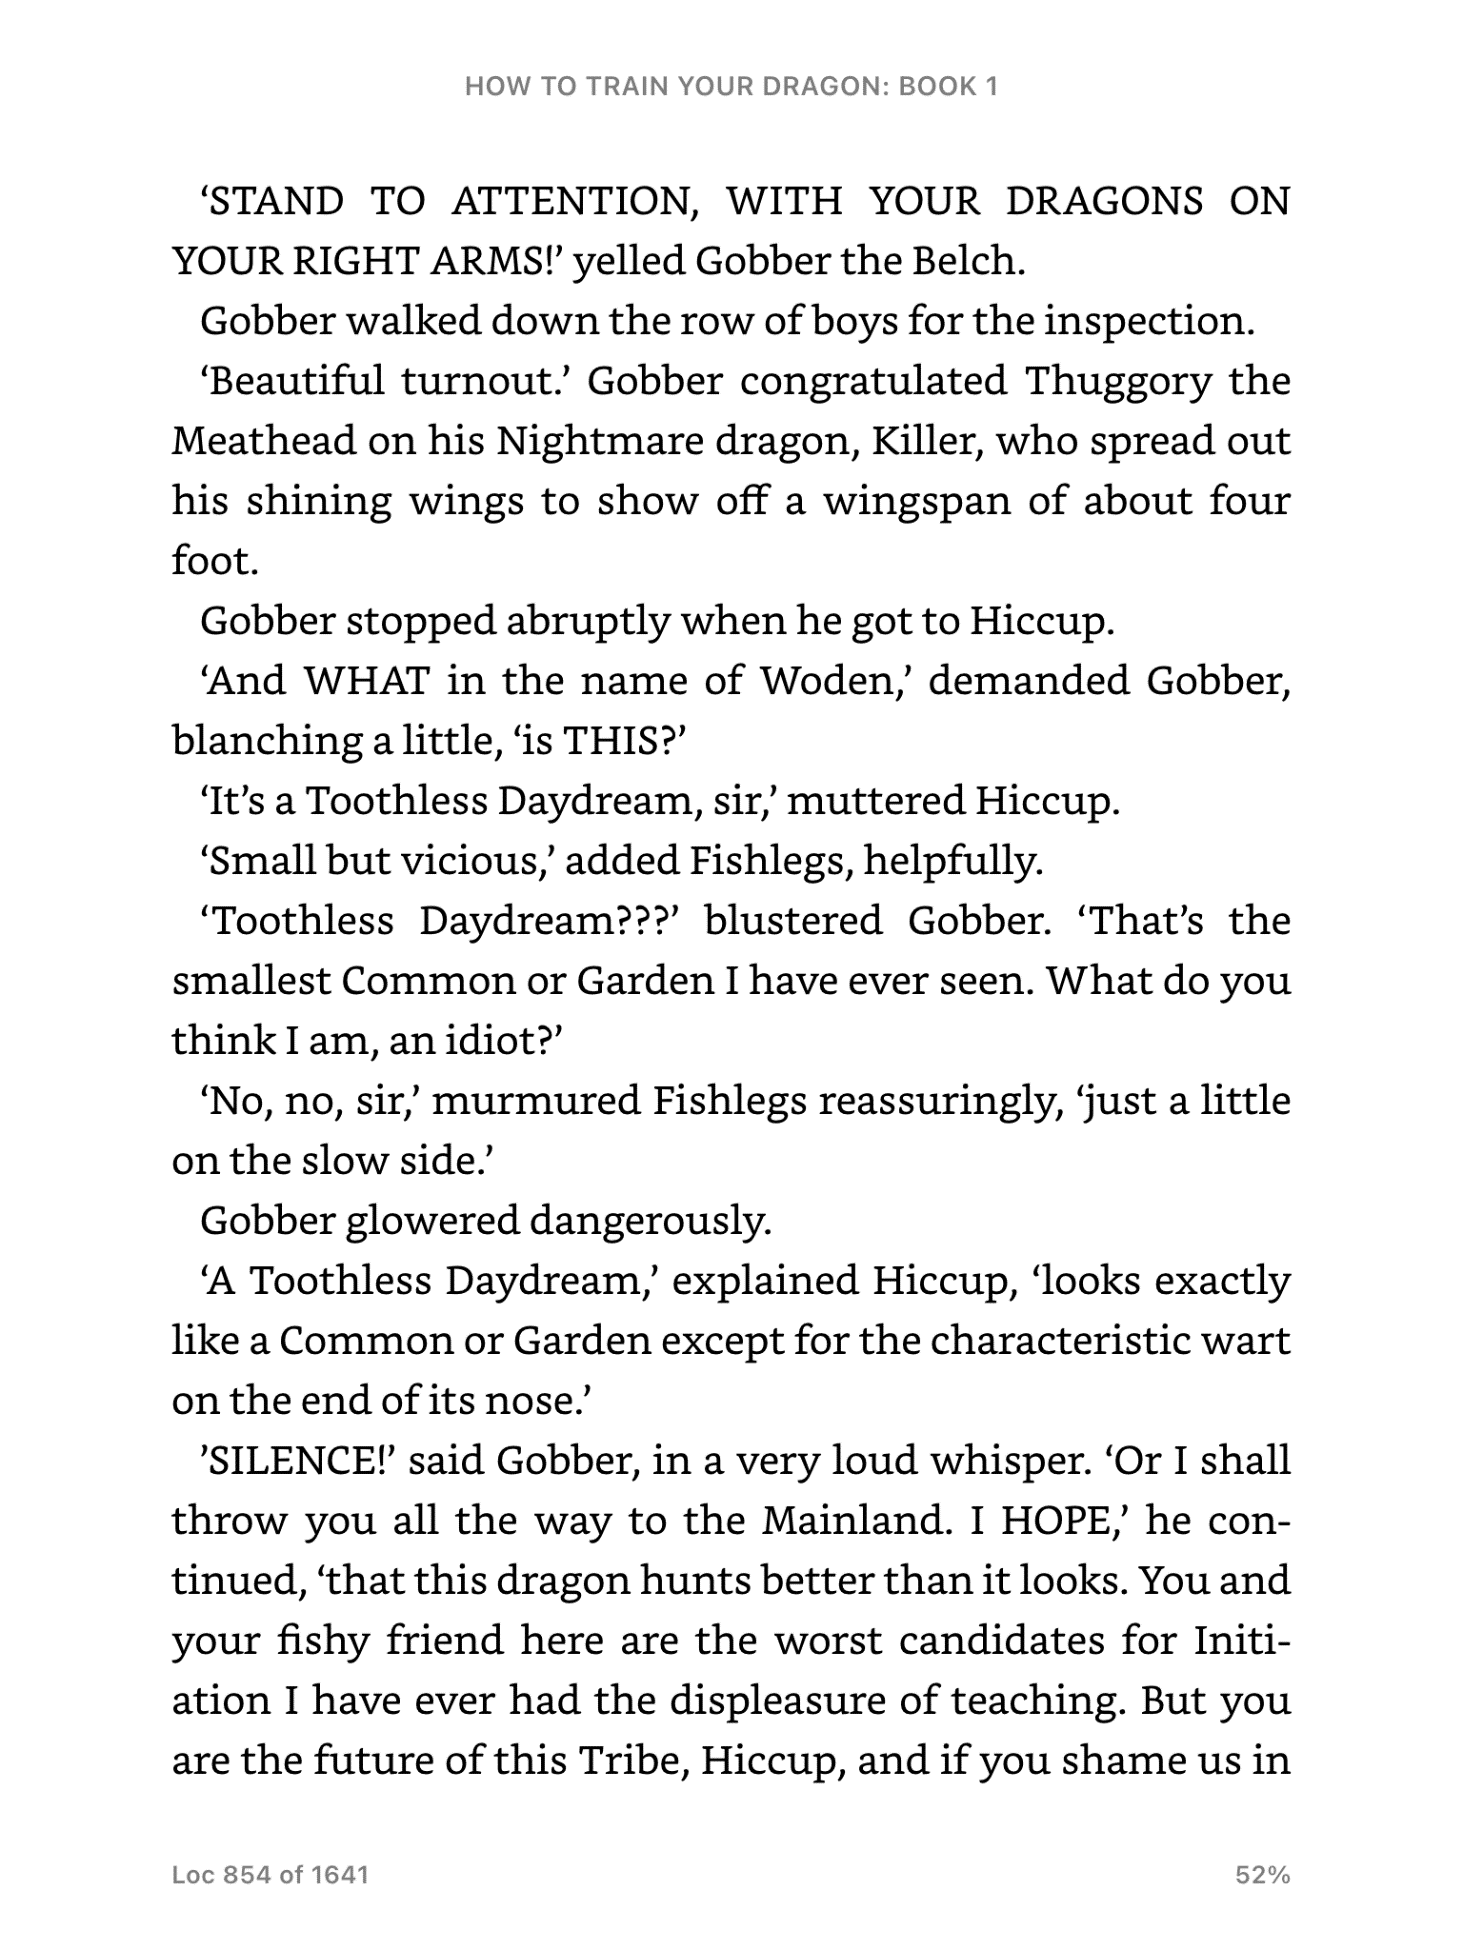 HOW TO TRAIN YOUR DRAGON: BOOK 1
‘STAND TO ATTENTION, WITH YOUR DRAGONS ON
YOUR RIGHT ARMS!’ yelled Gobber the Belch.
Gobber walked down the row of boys for the inspection.
‘Beautiful turnout.’ Gobber congratulated Thuggory the
Meathead on his Nightmare dragon, Killer, who spread out
his shining wings to show off a wingspan of about four
foot.
Gobber stopped abruptly when he got to Hiccup.
‘And WHAT in the name of Woden,’ demanded Gobber,
blanching a little, ‘is THIS?’
‘It’s a Toothless Daydream, sir,’ muttered Hiccup.
‘Small but vicious,’ added Fishlegs, helpfully.
‘Toothless Daydream???’ blustered Gobber. ‘That’s the
smallest Common or Garden I have ever seen. What do you
think I am, an idiot?’
‘No, no, sir,’ murmured Fishlegs reassuringly, ‘just a little
on the slow side.’
Gobber glowered dangerously.
‘A Toothless Daydream,’ explained Hiccup, ‘looks exactly
like a Common or Garden except for the characteristic wart
on the end of its nose.’
’SILENCE!’ said Gobber, in a very loud whisper. ‘Or I shall
throw you all the way to the Mainland. I HOPE,’ he con-
tinued, ‘that this dragon hunts better than it looks. You and
your fishy friend here are the worst candidates for Initi-
ation I have ever had the displeasure of teaching. But you
are the future of this Tribe, Hiccup, and if you shame us in
Loc 854 of 1641
52%